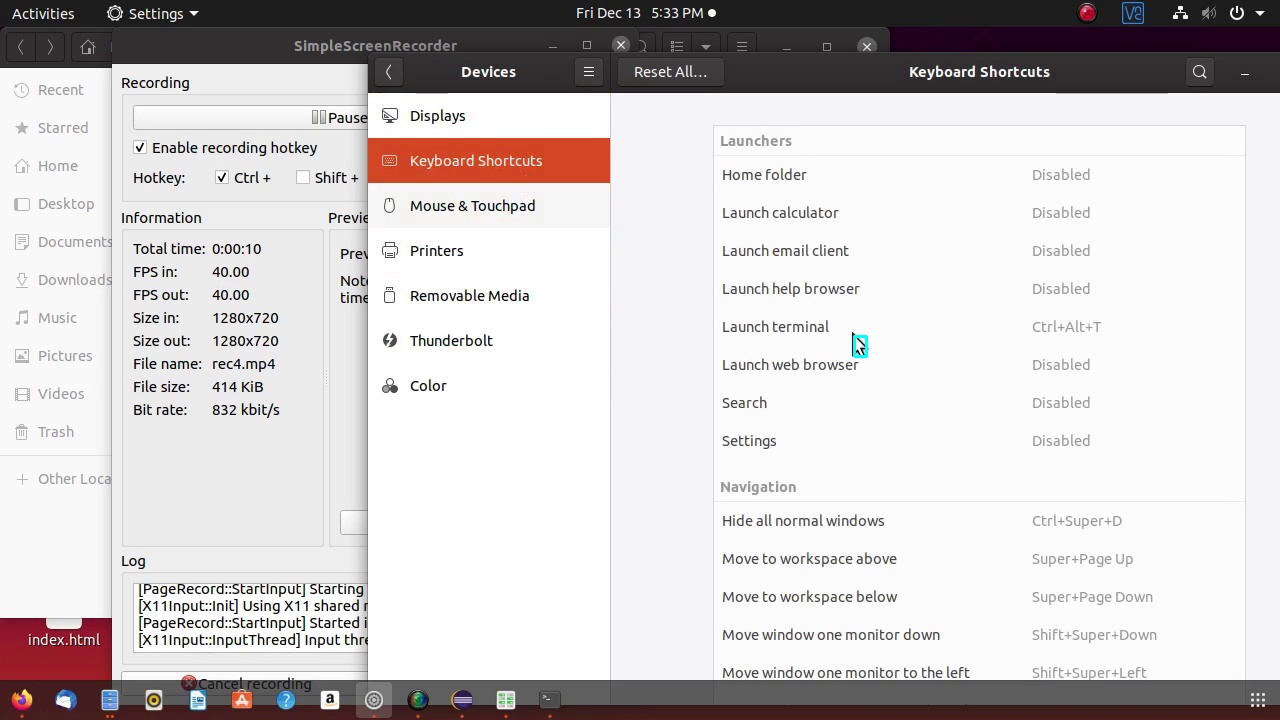 Activities
Settings
Fri Dec 13 5:33 PM
SimpleScreenRecorder
Recent
Starred
Home
Desktop
Documents
Downloads
Music
Pictures
Videos
Trash
Other Loca
index.html
Recording
Pause
Enable recording hotkey
Hotkey: Ctrl + Shift +
Information
Total time: 0:00:10
FPS in: 40.00
FPS out: 40.00
Size in: 1280x720
Size out: 1280x720
File name: rec4.mp4
File size: 414 KiB
Bit rate: 832 kbit/s
Previe
Prev
Note
time
Log
[PageRecord::StartInput] Starting
[X11Input::Init] Using X11 shared
[PageRecord::StartInput] Started i
[X11Input::InputThread] Input thre
Cancel recording
Devices
Displays
Keyboard Shortcuts
Mouse & Touchpad
Printers
Removable Media
Thunderbolt
Color
Reset All...
Keyboard Shortcuts
Launchers
Home folder Disabled
Launch calculator Disabled
Launch email client Disabled
Launch help browser Disabled
Launch terminal Ctrl+Alt+T
Launch web browser Disabled
Search Disabled
Settings Disabled
Navigation
Hide all normal windows Ctrl+Super+D
Move to workspace above Super+Page Up
Move to workspace below Super+Page Down
Move window one monitor down Shift+Super+Down
Move window one monitor to the left Shift+Super+Left